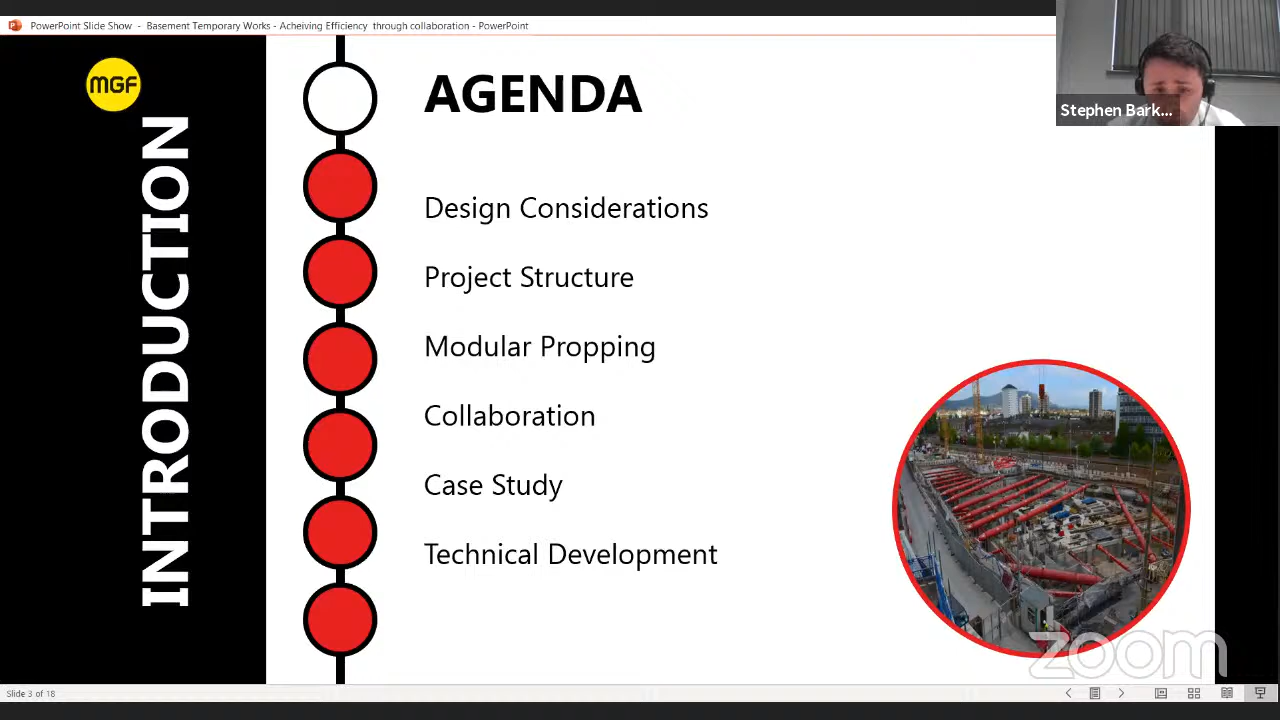 PowerPoint Slide Show - Basement Temporary Works - Acheiving Efficiency through collaboration - PowerPoint
MGF
INTRODUCTION
AGENDA
Stephen Bark...
Design Considerations
Project Structure
Modular Propping
Collaboration
Case Study
Technical Development
zoom
Slide 3 of 18